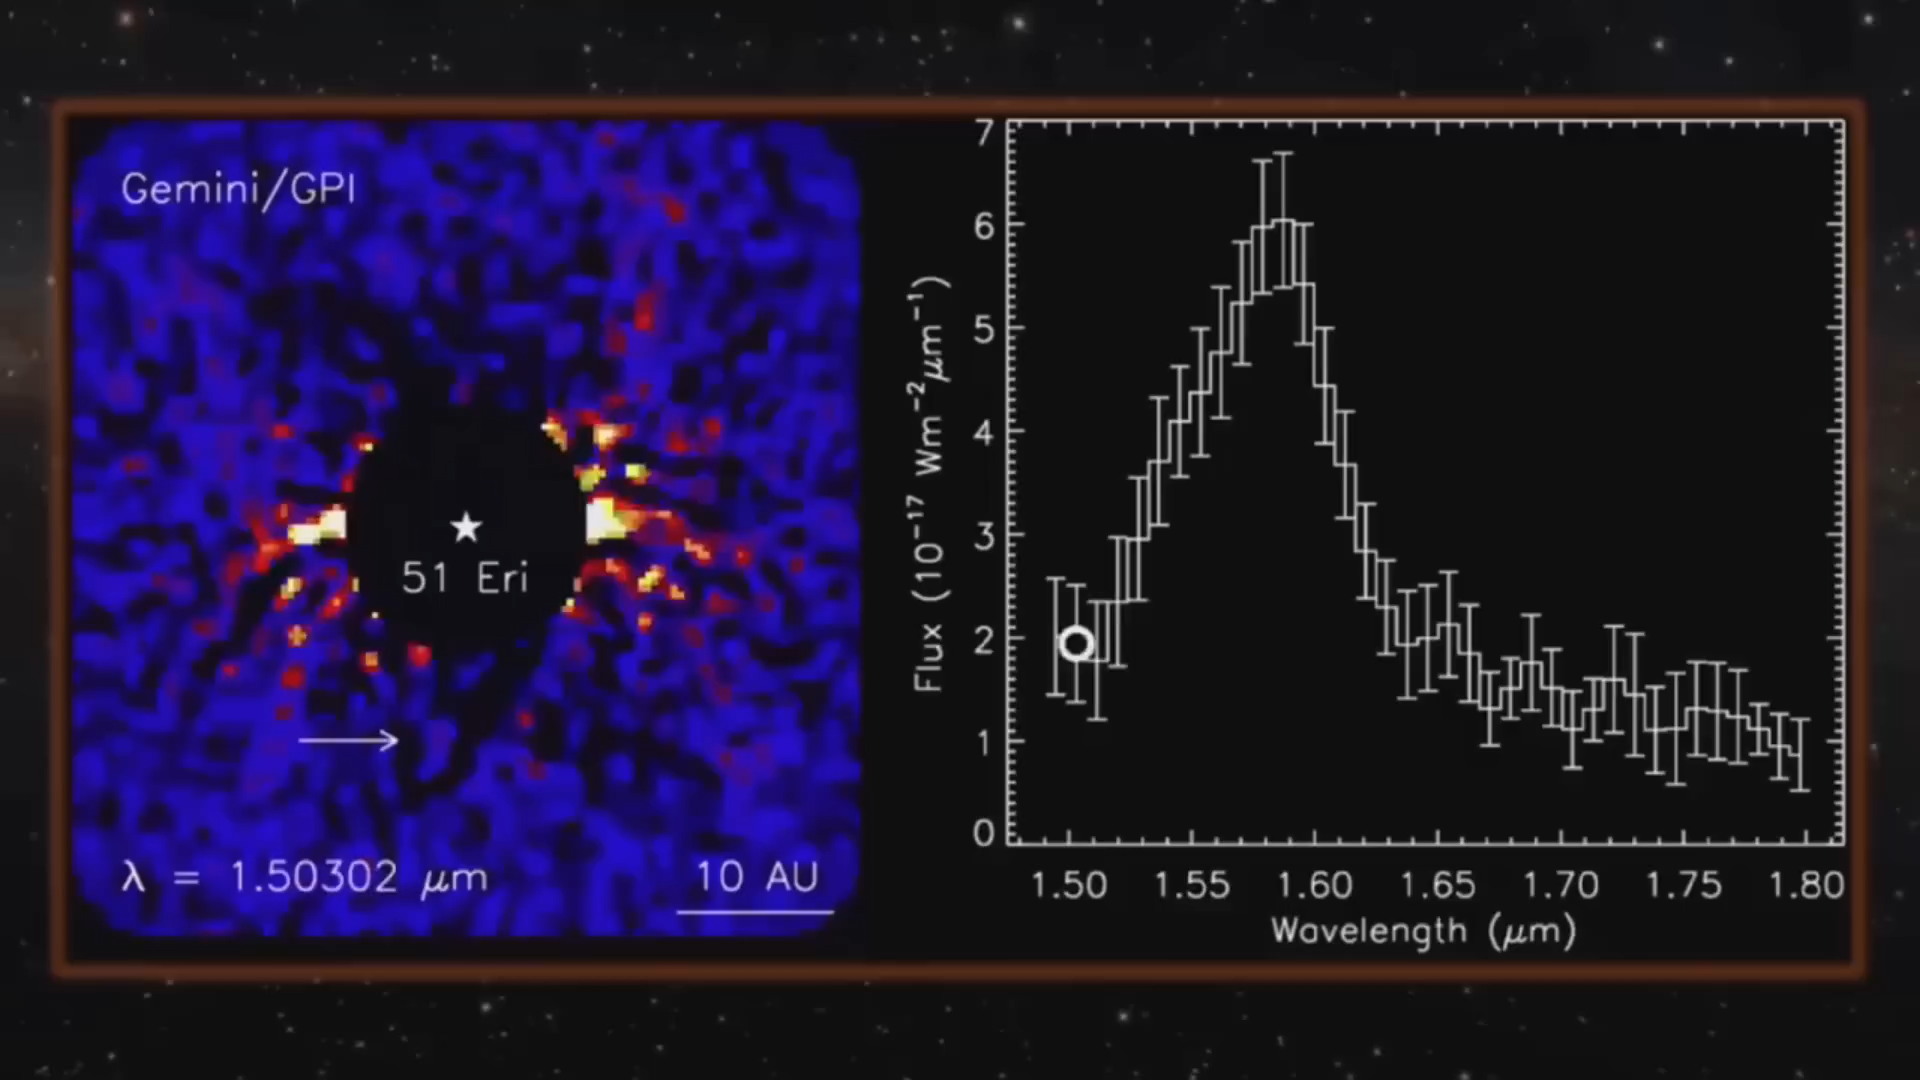 Gemini/GPI
51 Eri
λ = 1.50302 μm
10 AU
Flux (10⁻¹⁷ Wm⁻²μm⁻¹)
7
6
5
4
3
2
1
0
1.50 1.55 1.60 1.65 1.70 1.75 1.80
Wavelength (μm)